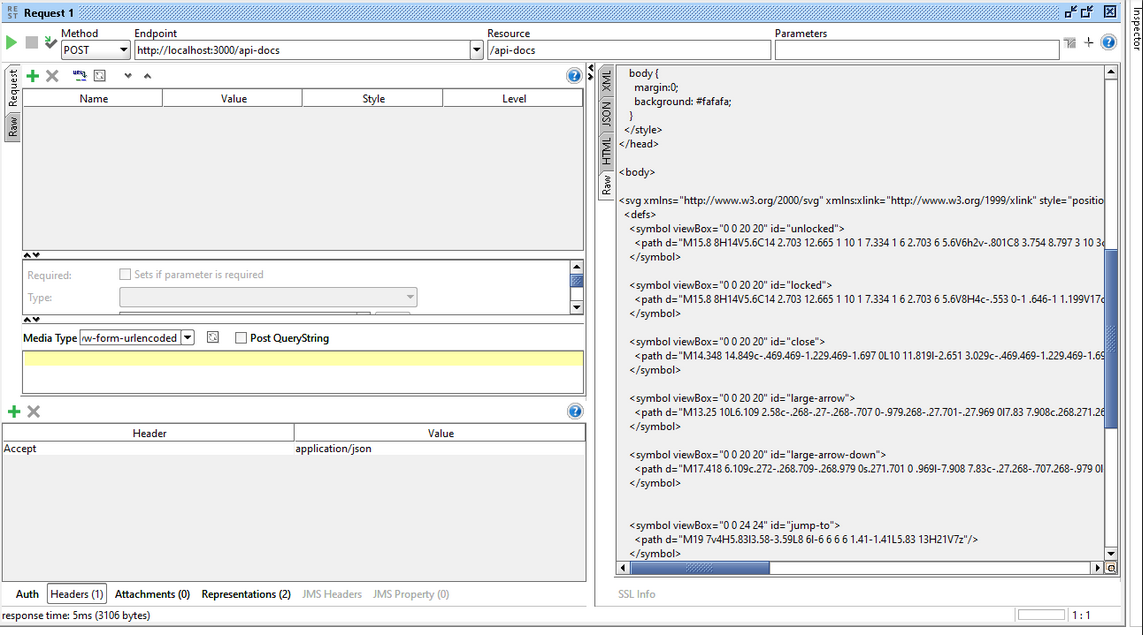 REST Request 1
Inspector
Method Endpoint Resource Parameters
POST http://localhost:3000/api-docs /api-docs
Request
Raw
Name Value Style Level
Required: Sets if parameter is required
Type:
Media Type w-form-urlencoded Post QueryString
Header Value
Accept application/json
Auth Headers (1) Attachments (0) Representations (2) JMS Headers JMS Property (0)
response time: 5ms (3106 bytes)
XML
JSON
HTML
Raw
body {
margin:0;
background: #fafafa;
}
</style>
</head>
<body>
<svg xmlns="http://www.w3.org/2000/svg" xmlns:xlink="http://www.w3.org/1999/xlink" style="positio
<defs>
<symbol viewBox="0 0 20 20" id="unlocked">
<path d="M15.8 8H14V5.6C14 2.703 12.665 1 10 1 7.334 1 6 2.703 6 5.6V6h2v-.801C8 3.754 8.797 3 10 3c
</symbol>
<symbol viewBox="0 0 20 20" id="locked">
<path d="M15.8 8H14V5.6C14 2.703 12.665 1 10 1 7.334 1 6 2.703 6 5.6V8H4c-.553 0-1 .646-1 1.199V17c
</symbol>
<symbol viewBox="0 0 20 20" id="close">
<path d="M14.348 14.849c-.469.469-1.229.469-1.697 0L10 11.819l-2.651 3.029c-.469.469-1.229.469-1.69
</symbol>
<symbol viewBox="0 0 20 20" id="large-arrow">
<path d="M13.25 10L6.109 2.58c-.268-.27-.268-.707 0-.979.268-.27.701-.27.969 0l7.83 7.908c.268.271.26
</symbol>
<symbol viewBox="0 0 20 20" id="large-arrow-down">
<path d="M17.418 6.109c.272-.268.709-.268.979 0s.271.701 0 .969l-7.908 7.83c-.27.268-.707.268-.979 0l
</symbol>
<symbol viewBox="0 0 24 24" id="jump-to">
<path d="M19 7v4H5.83l3.58-3.59L8 6l-6 6 6 6 1.41-1.41L5.83 13H21V7z"/>
</symbol>
SSL Info
1 : 1